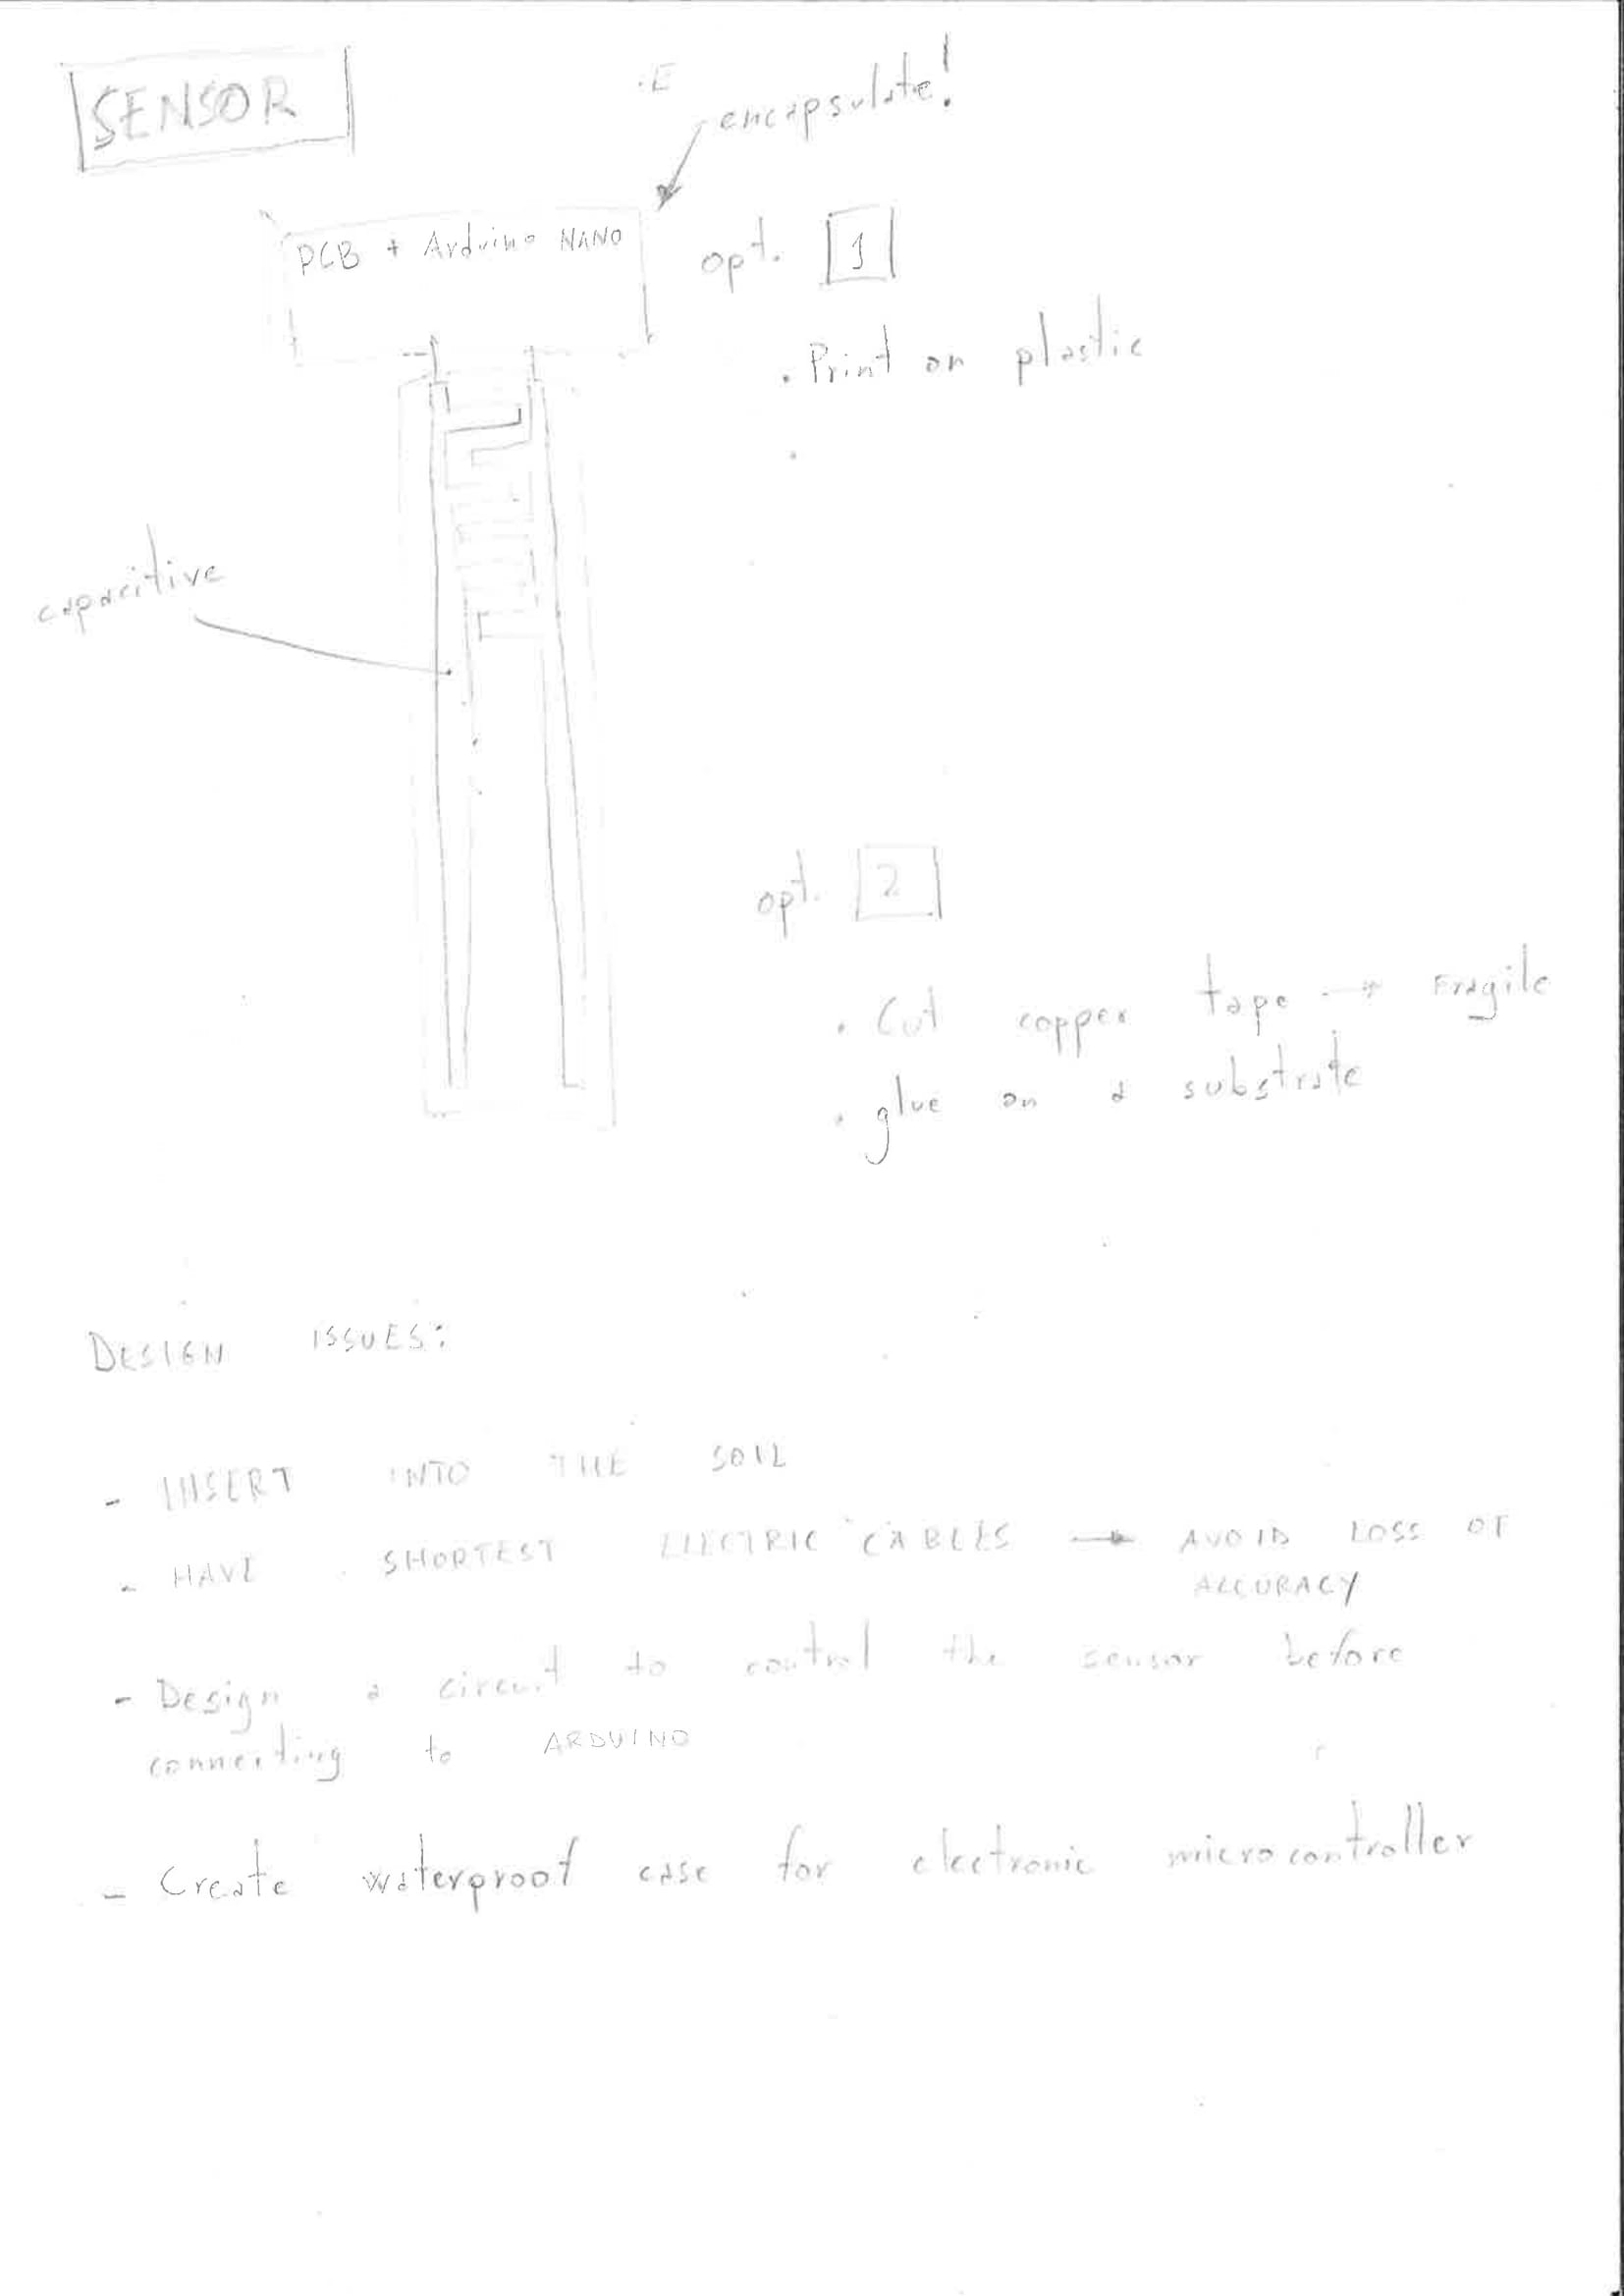 SENSOR
.E
encapsulate!
PCB + Arduino NANO
opt. 1
. Print on plastic
.
capacitive
opt. 2
. Cut copper tape → Fragile
. glue on a substrate
DESIGN ISSUES:
- INSERT INTO THE SOIL
- HAVE SHORTEST ELECTRIC CABLES → AVOID LOSS OF
ACCURACY
- Design a circuit to control the sensor before
connecting to ARDUINO
- Create waterproof case for electronic microcontroller